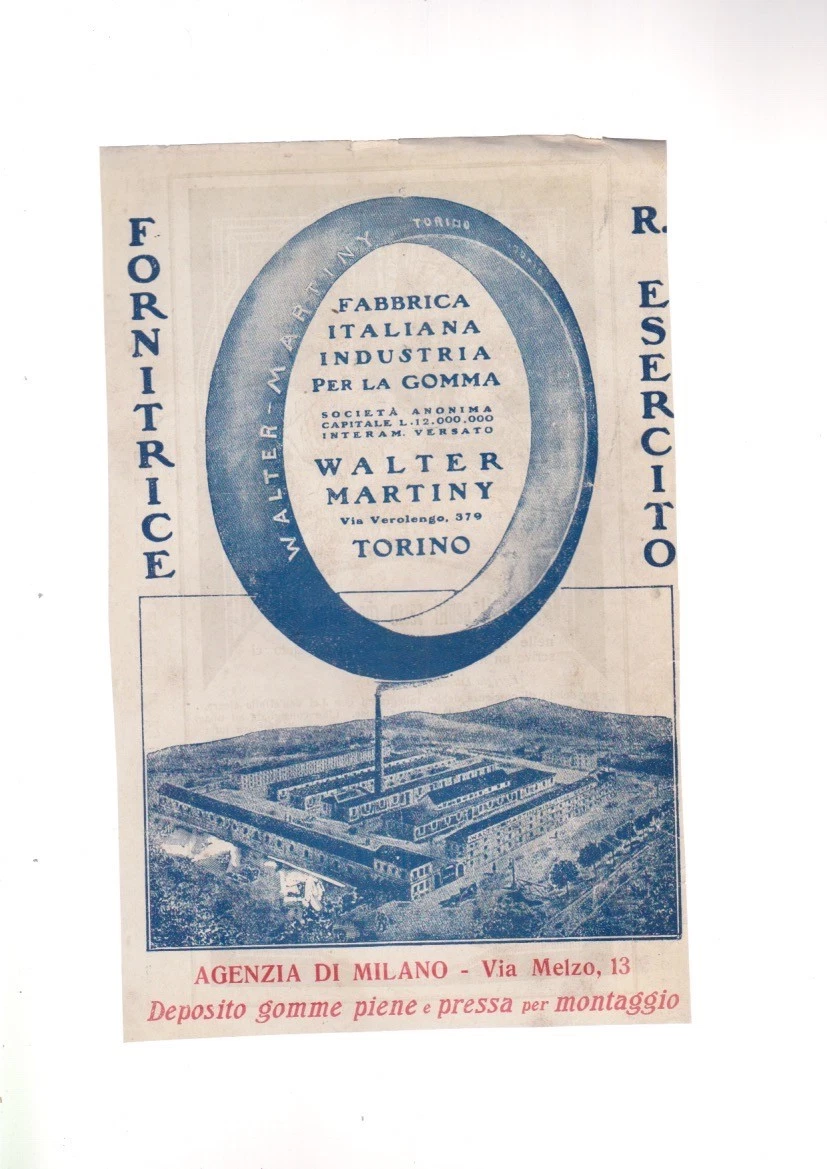 FORNITRICE
R. ESERCITO
WALTER-MARTINY TORINO
FABBRICA
ITALIANA
INDUSTRIA
PER LA GOMMA
SOCIETÀ ANONIMA
CAPITALE L. 12.000.000
INTERAM. VERSATO
WALTER
MARTINY
Via Verolengo, 379
TORINO
AGENZIA DI MILANO - Via Melzo, 13
Deposito gomme piene e pressa per montaggio